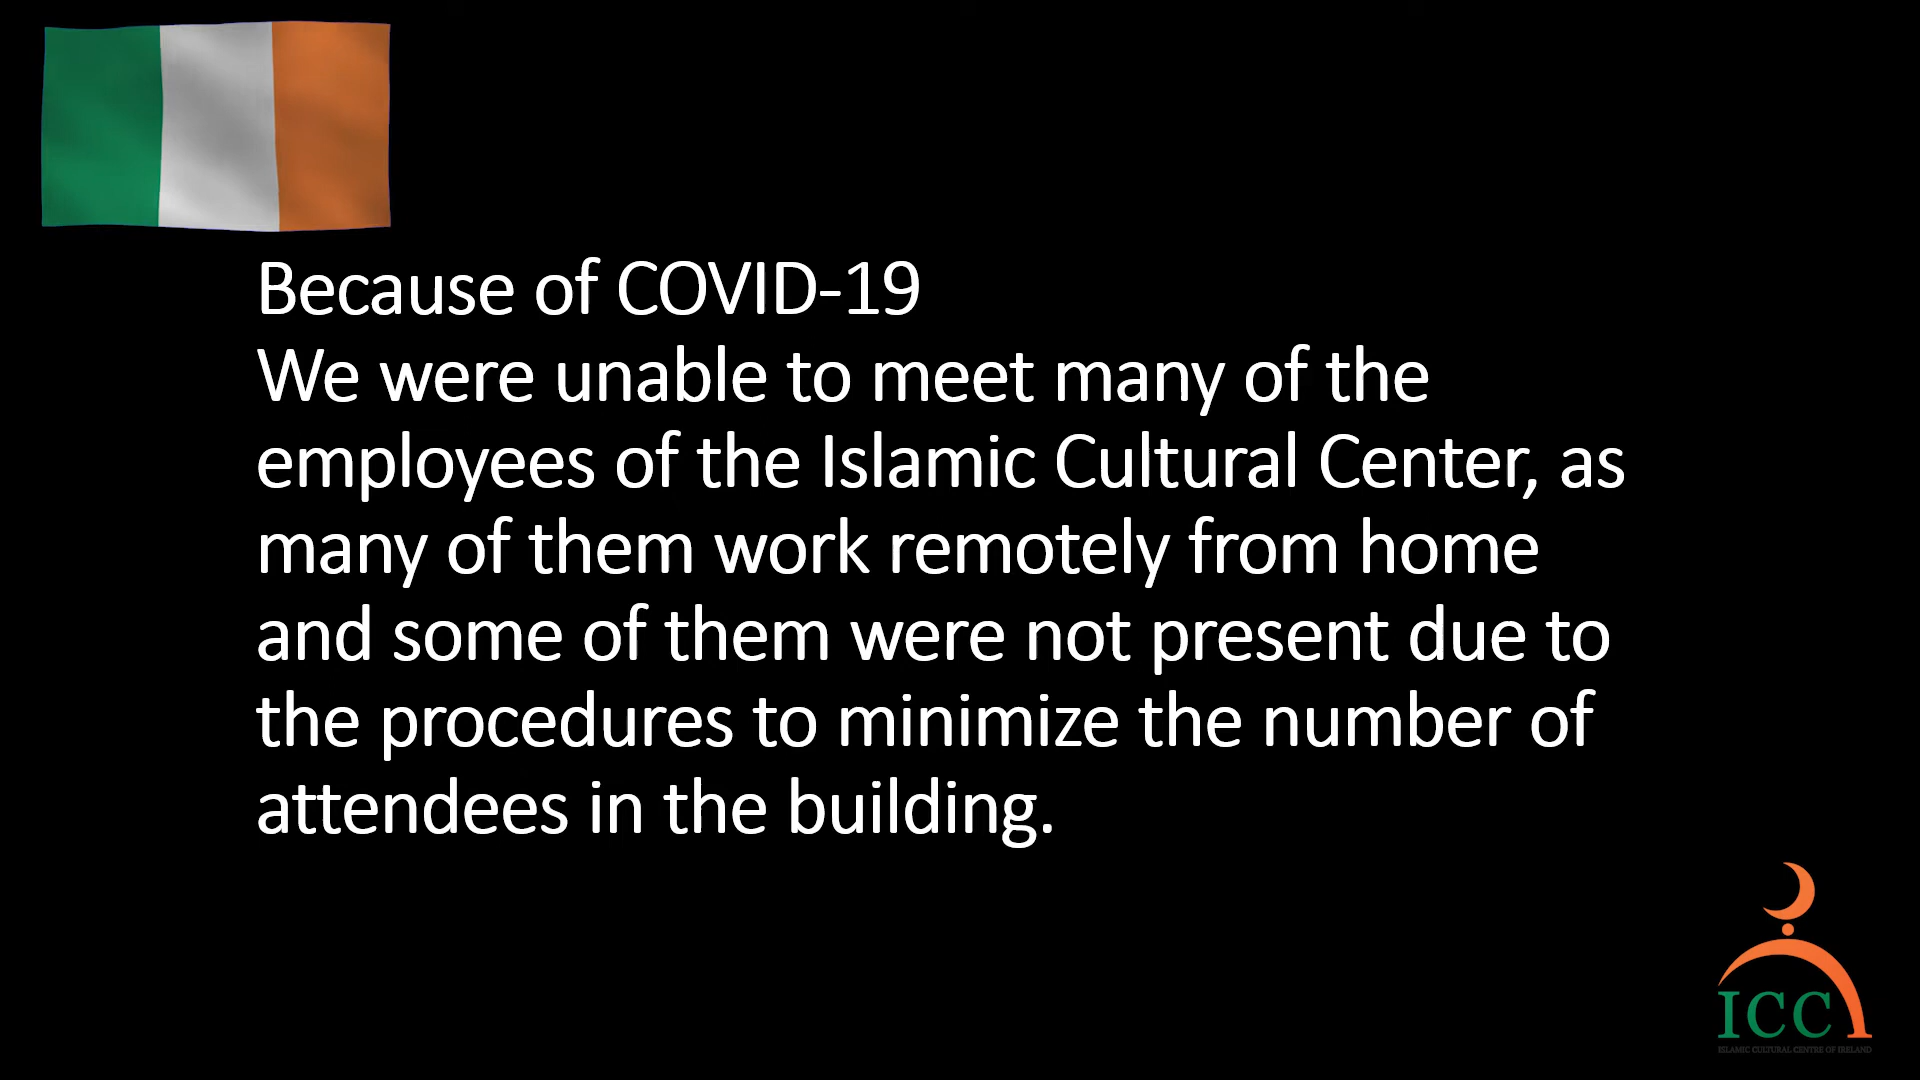 Because of COVID-19
We were unable to meet many of the
employees of the Islamic Cultural Center, as
many of them work remotely from home
and some of them were not present due to
the procedures to minimize the number of
attendees in the building.
ICCI
ISLAMIC CULTURAL CENTRE OF IRELAND